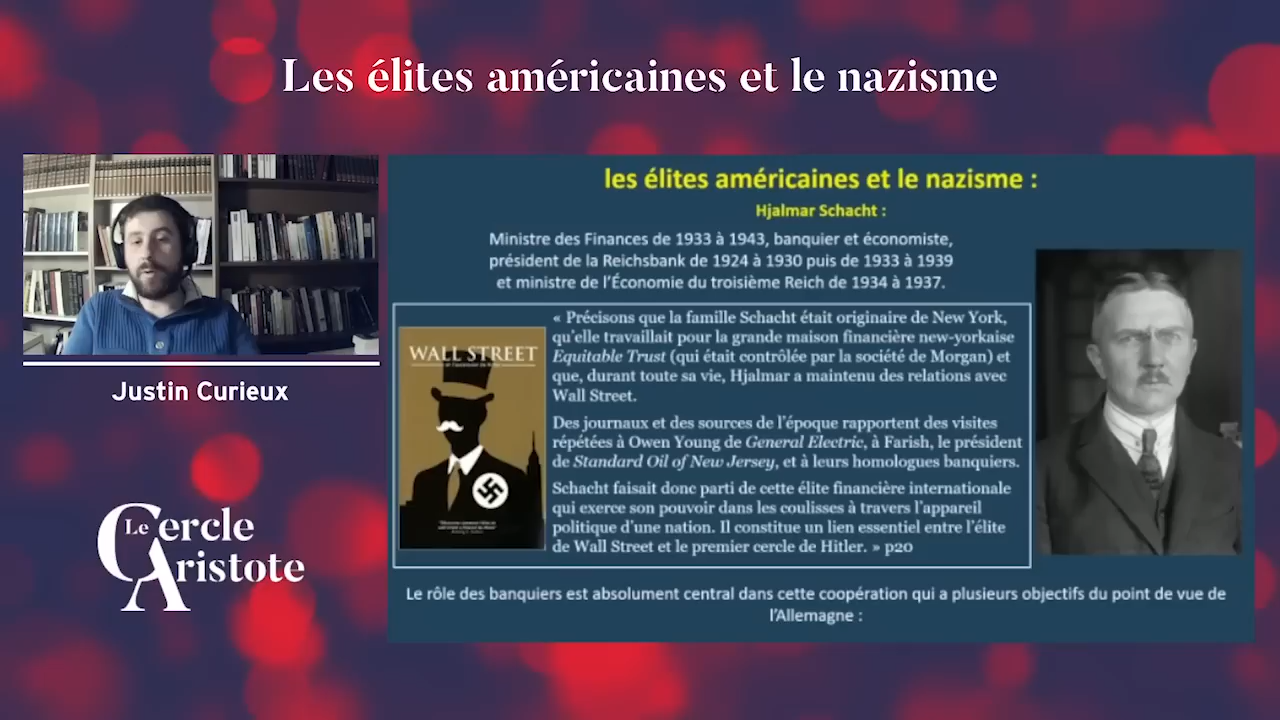 Les élites américaines et le nazisme
les élites américaines et le nazisme :
Hjalmar Schacht :
Ministre des Finances de 1933 à 1943, banquier et économiste,
président de la Reichsbank de 1924 à 1930 puis de 1933 à 1939
et ministre de l'Économie du troisième Reich de 1934 à 1937.
WALL STREET
« Précisons que la famille Schacht était originaire de New York,
qu'elle travaillait pour la grande maison financière new-yorkaise
Equitable Trust (qui était contrôlée par la société de Morgan) et
que, durant toute sa vie, Hjalmar a maintenu des relations avec
Wall Street.
Des journaux et des sources de l'époque rapportent des visites
répétées à Owen Young de General Electric, à Farish, le président
de Standard Oil of New Jersey, et à leurs homologues banquiers.
Schacht faisait donc parti de cette élite financière internationale
qui exerce son pouvoir dans les coulisses à travers l'appareil
politique d'une nation. Il constitue un lien essentiel entre l'élite
de Wall Street et le premier cercle de Hitler. » p20
Le rôle des banquiers est absolument central dans cette coopération qui a plusieurs objectifs du point de vue de
l'Allemagne :
Justin Curieux
Le Cercle
Aristote